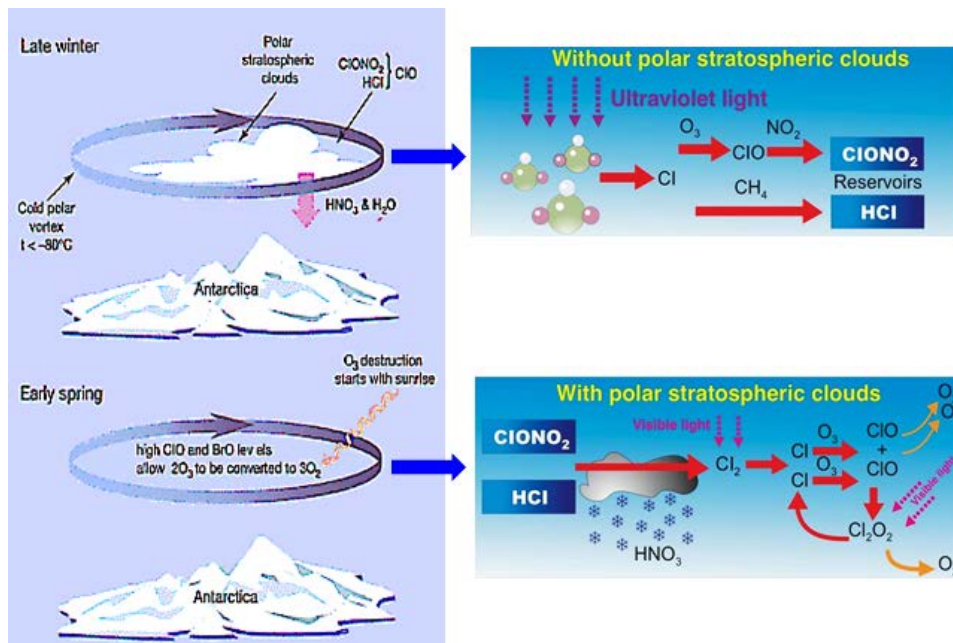 Late winter
Polar
stratospheric
clouds
ClONO₂
HCl } ClO
Cold polar
vortex
t < –80°C
HNO₃ & H₂O
Antarctica
Without polar stratospheric clouds
Ultraviolet light
O₃
NO₂
Cl
ClO
ClONO₂
CH₄
Reservoirs
HCl
Early spring
O₃ destruction
starts with sunrise
high ClO and BrO levels
allow 2O₃ to be converted to 3O₂
Antarctica
With polar stratospheric clouds
ClONO₂
HCl
Visible light
HNO₃
Cl₂
Cl
O₃
Cl
O₃
ClO
+
ClO
O
O
Visible light
Cl₂O₂
O